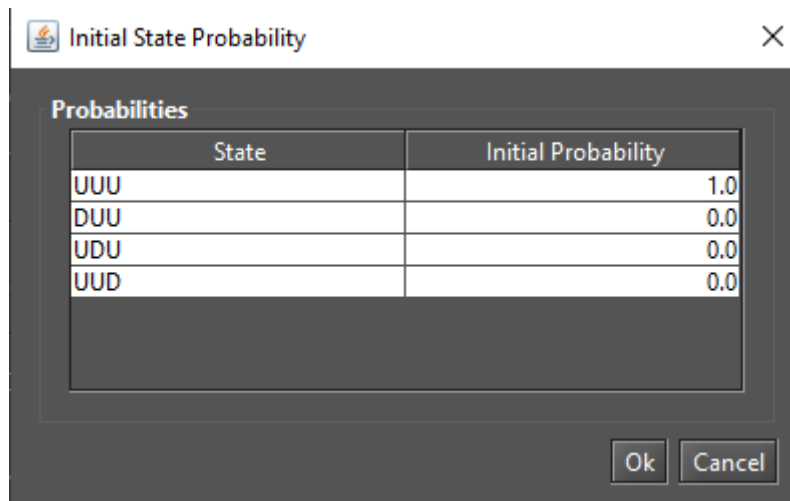 Initial State Probability
Probabilities
State Initial Probability
UUU 1.0
DUU 0.0
UDU 0.0
UUD 0.0
Ok Cancel